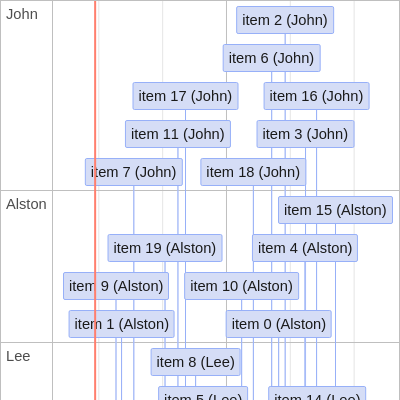 John
item 2 (John)
item 6 (John)
item 17 (John)
item 16 (John)
item 11 (John)
item 3 (John)
item 7 (John)
item 18 (John)
Alston
item 15 (Alston)
item 19 (Alston)
item 4 (Alston)
item 9 (Alston)
item 10 (Alston)
item 1 (Alston)
item 0 (Alston)
Lee
item 8 (Lee)
item 5 (Lee)
item 14 (Lee)